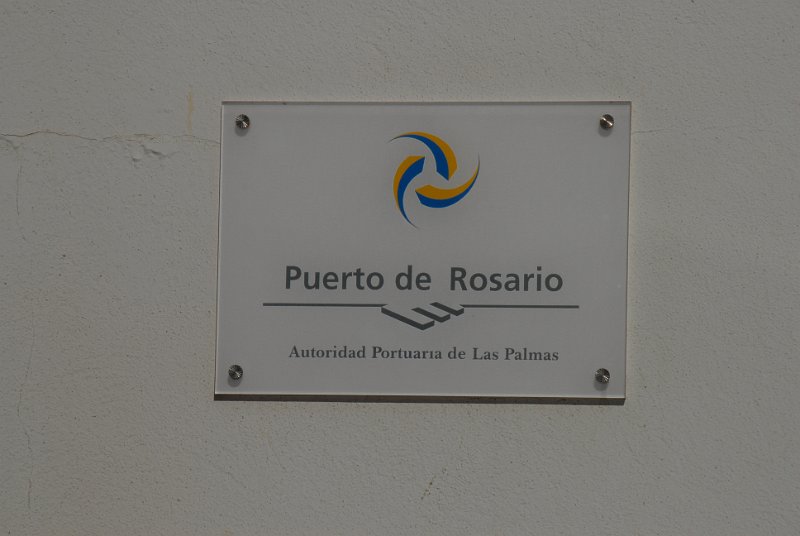 Puerto de Rosario
Autoridad Portuaria de Las Palmas